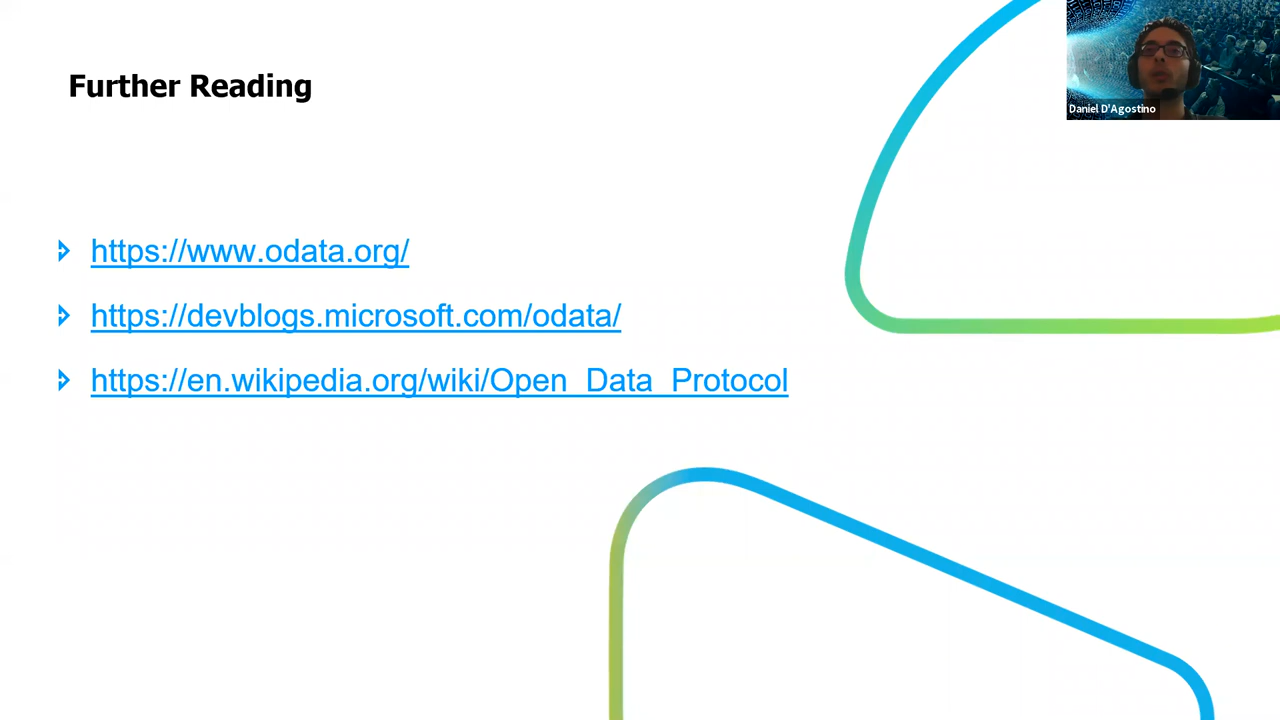 Further Reading
Daniel D'Agostino
https://www.odata.org/
https://devblogs.microsoft.com/odata/
https://en.wikipedia.org/wiki/Open_Data_Protocol